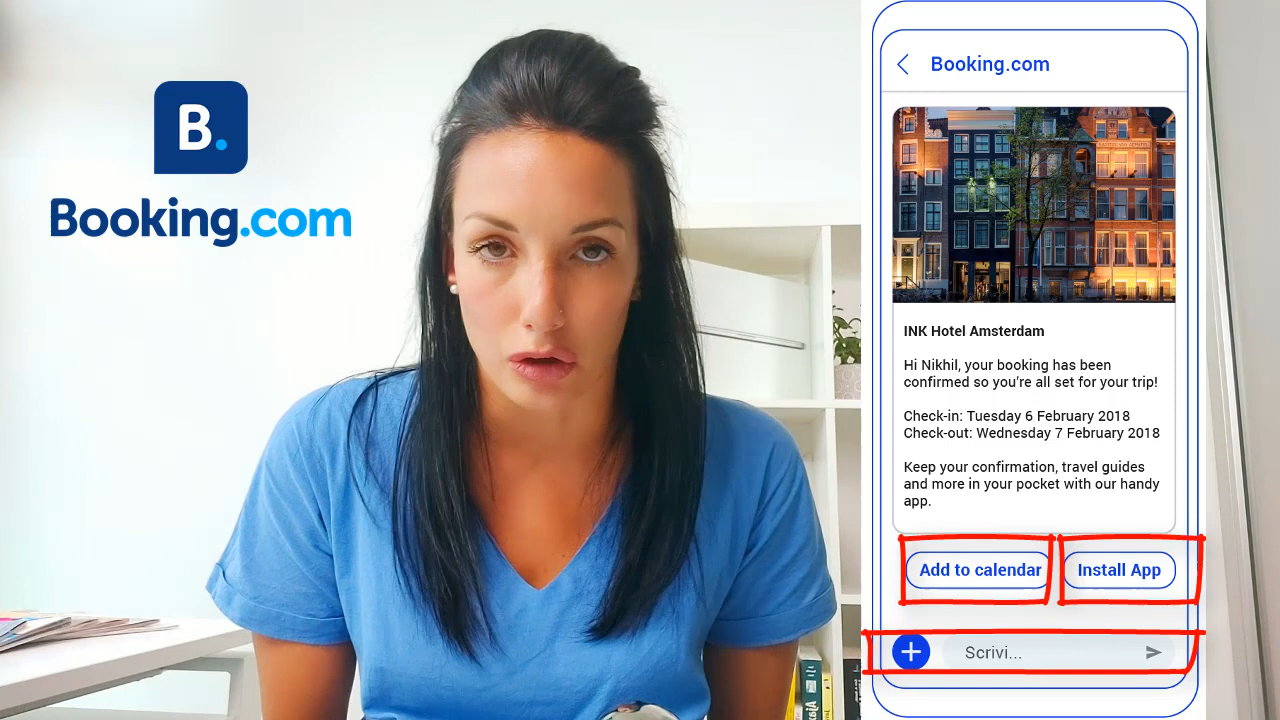 B.
Booking.com
Booking.com
INK Hotel Amsterdam
Hi Nikhil, your booking has been
confirmed so you're all set for your trip!
Check-in: Tuesday 6 February 2018
Check-out: Wednesday 7 February 2018
Keep your confirmation, travel guides
and more in your pocket with our handy
app.
Add to calendar
Install App
Scrivi...